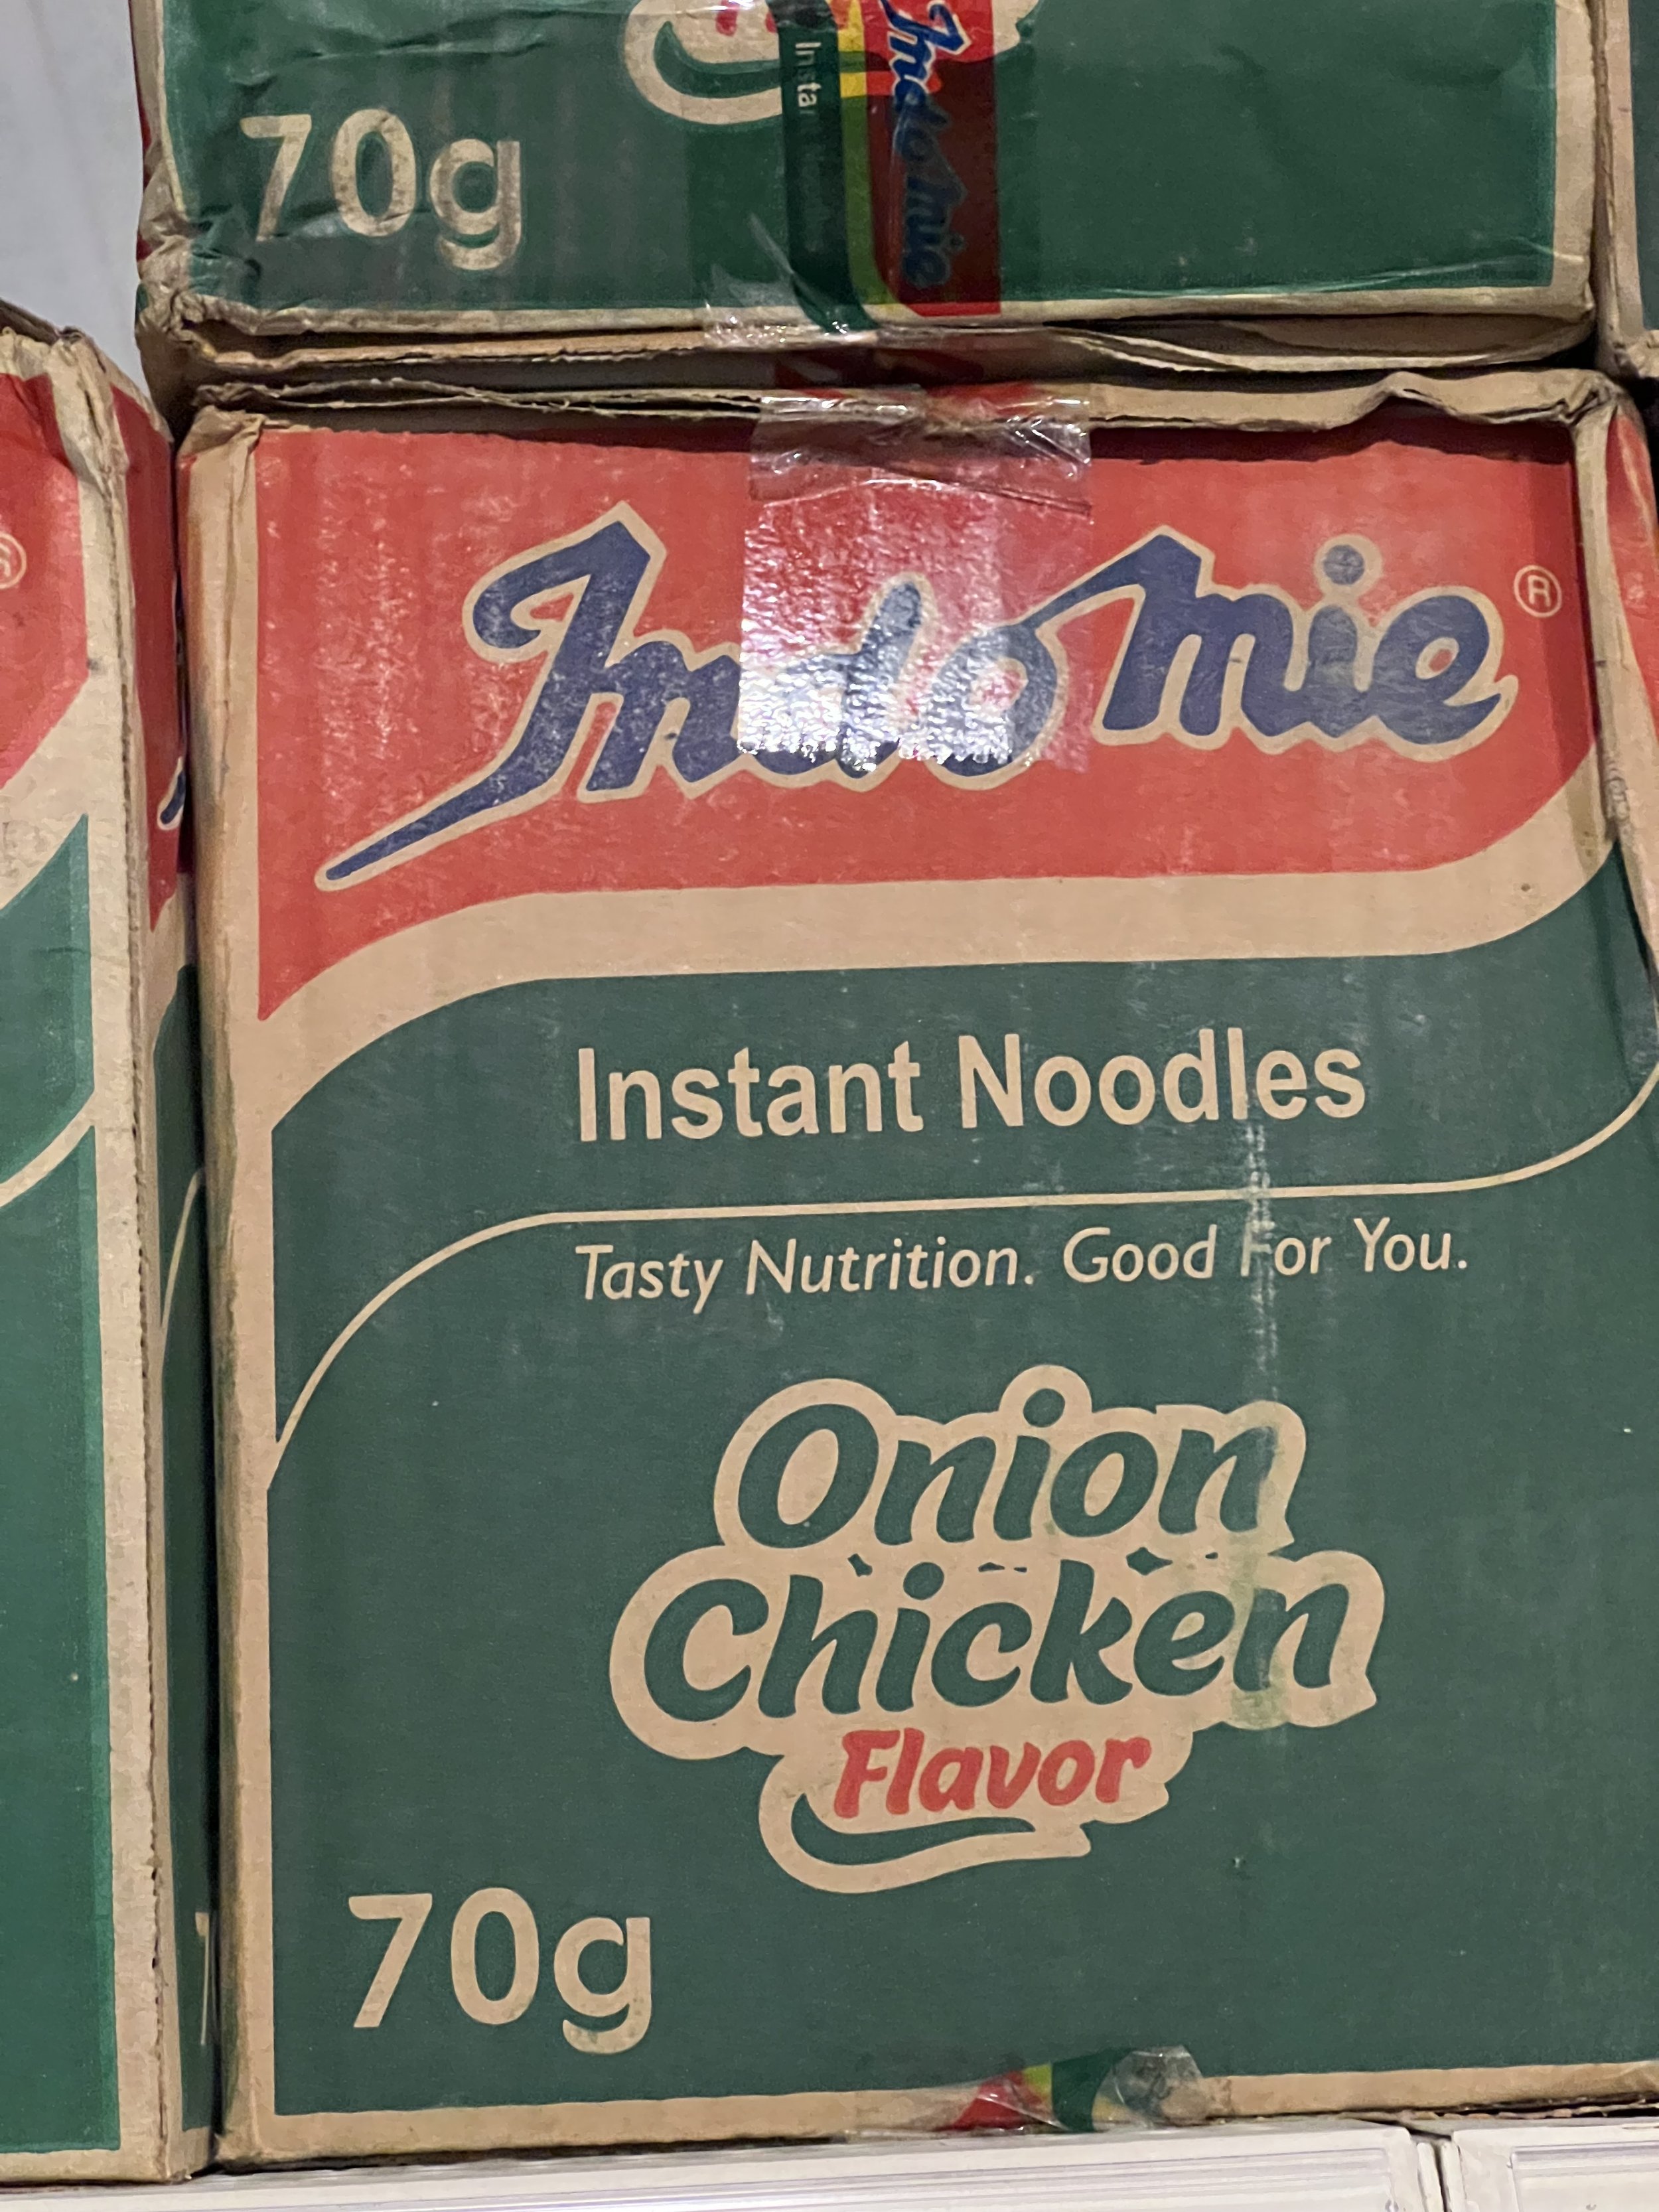 70g
Indomie
Indomie®
Instant Noodles
Tasty Nutrition. Good For You.
Onion
Chicken
Flavor
70g